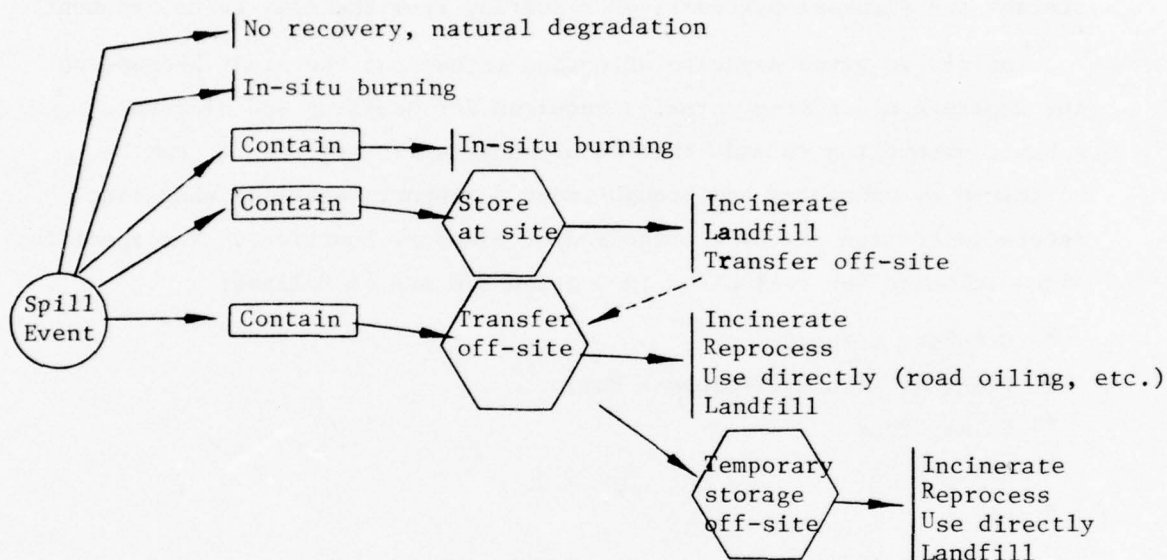 No recovery, natural degradation
In-situ burning
Contain
In-situ burning
Contain
Store
at site
Incinerate
Landfill
Transfer off-site
Spill
Event
Contain
Transfer
off-site
Incinerate
Reprocess
Use directly (road oiling, etc.)
Landfill
Temporary
storage
off-site
Incinerate
Reprocess
Use directly
Landfill